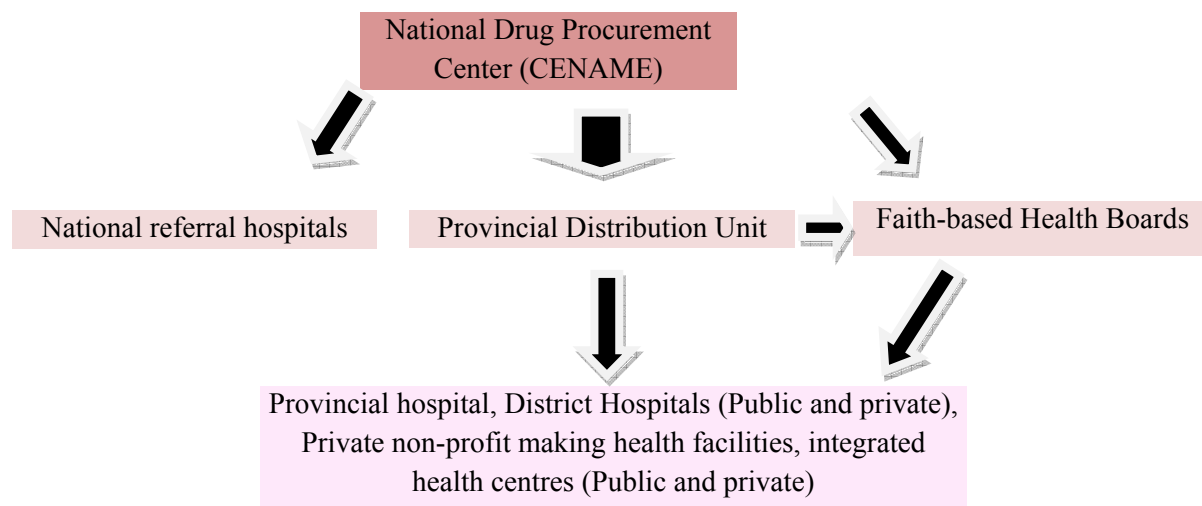 National Drug Procurement
Center (CENAME)
National referral hospitals
Provincial Distribution Unit
Faith-based Health Boards
Provincial hospital, District Hospitals (Public and private),
Private non-profit making health facilities, integrated
health centres (Public and private)